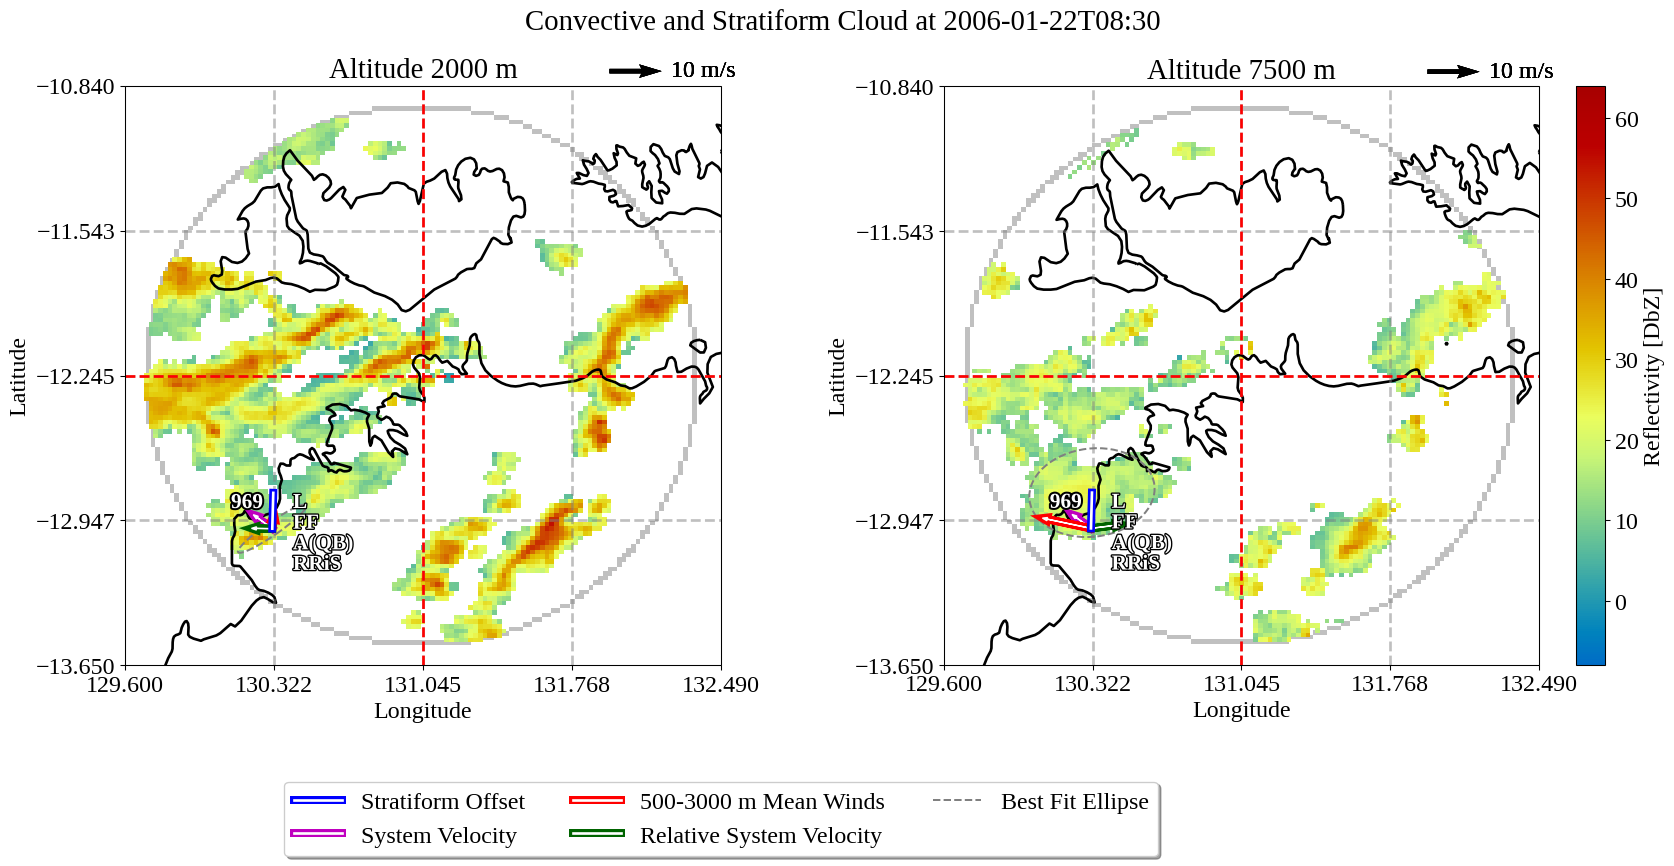 Convective and Stratiform Cloud at 2006-01-22T08:30
Altitude 2000 m
10 m/s
−10.840
−11.543
−12.245
−12.947
−13.650
129.600
130.322
131.045
131.768
132.490
Longitude
Latitude
969
L
FF
A(QB)
RRiS
Altitude 7500 m
10 m/s
−10.840
−11.543
−12.245
−12.947
−13.650
129.600
130.322
131.045
131.768
132.490
Longitude
Latitude
969
L
FF
A(QB)
RRiS
60
50
40
30
20
10
0
Reflectivity [DbZ]
Stratiform Offset
System Velocity
500-3000 m Mean Winds
Relative System Velocity
Best Fit Ellipse